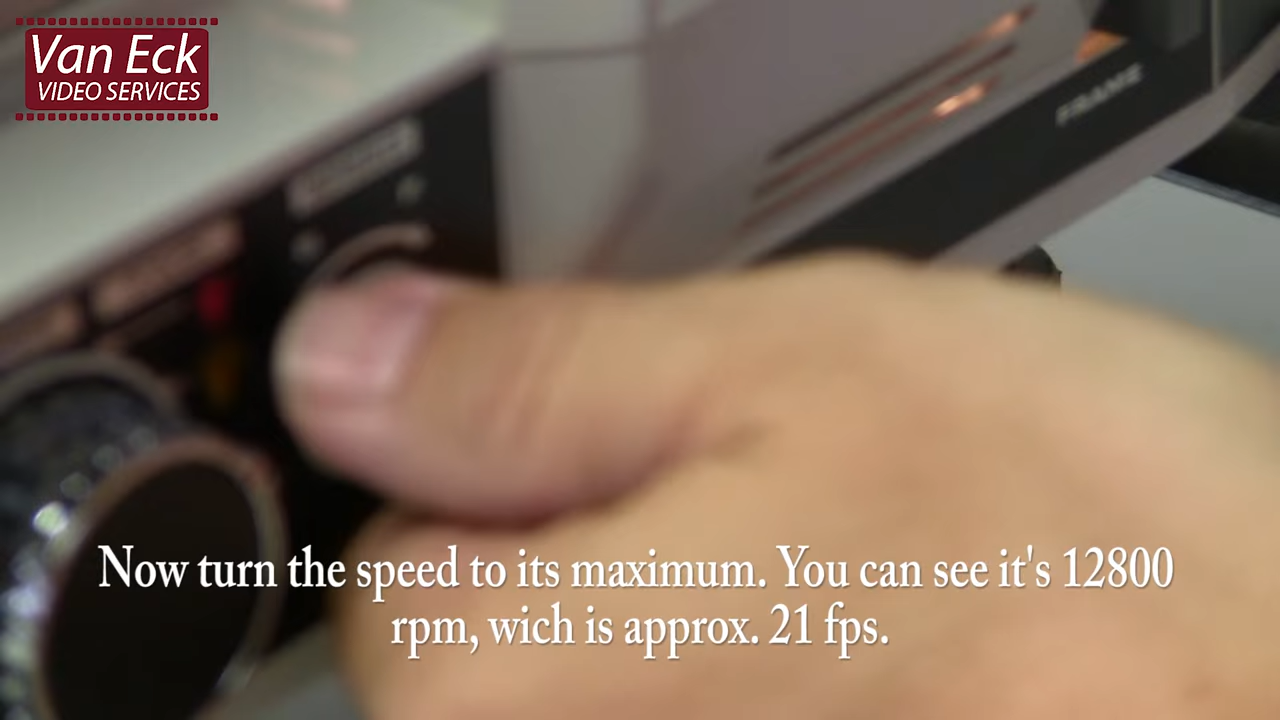 Van Eck
VIDEO SERVICES
FRAME
Now turn the speed to its maximum. You can see it's 12800
rpm, wich is approx. 21 fps.